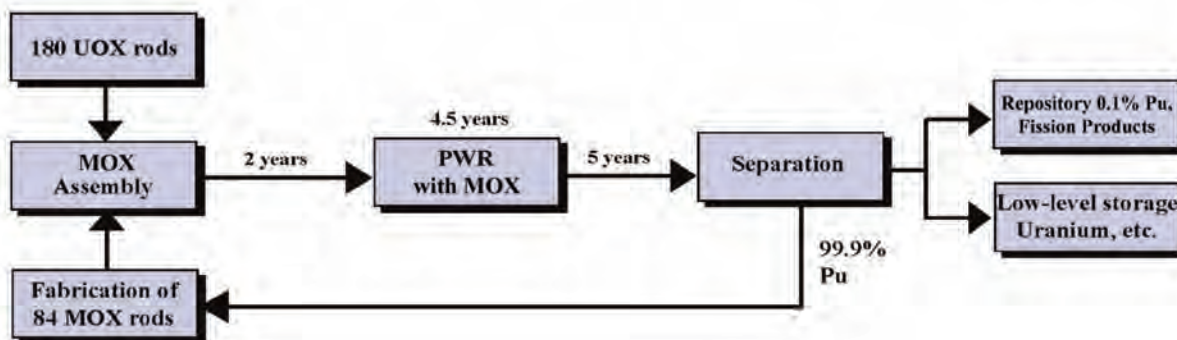 180 UOX rods
MOX
Assembly
2 years
4.5 years
PWR
with MOX
5 years
Separation
Repository 0.1% Pu,
Fission Products
Low-level storage
Uranium, etc.
99.9%
Pu
Fabrication of
84 MOX rods